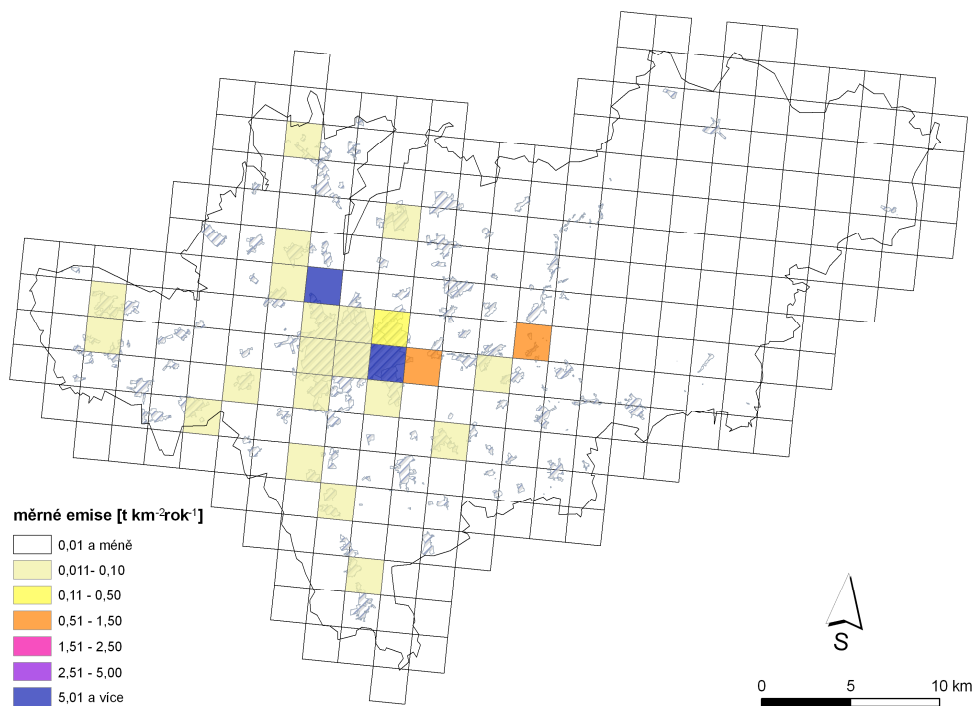 měrné emise [t km⁻²rok⁻¹]
0,01 a méně
0,011- 0,10
0,11 - 0,50
0,51 - 1,50
1,51 - 2,50
2,51 - 5,00
5,01 a více
S
0 5 10 km